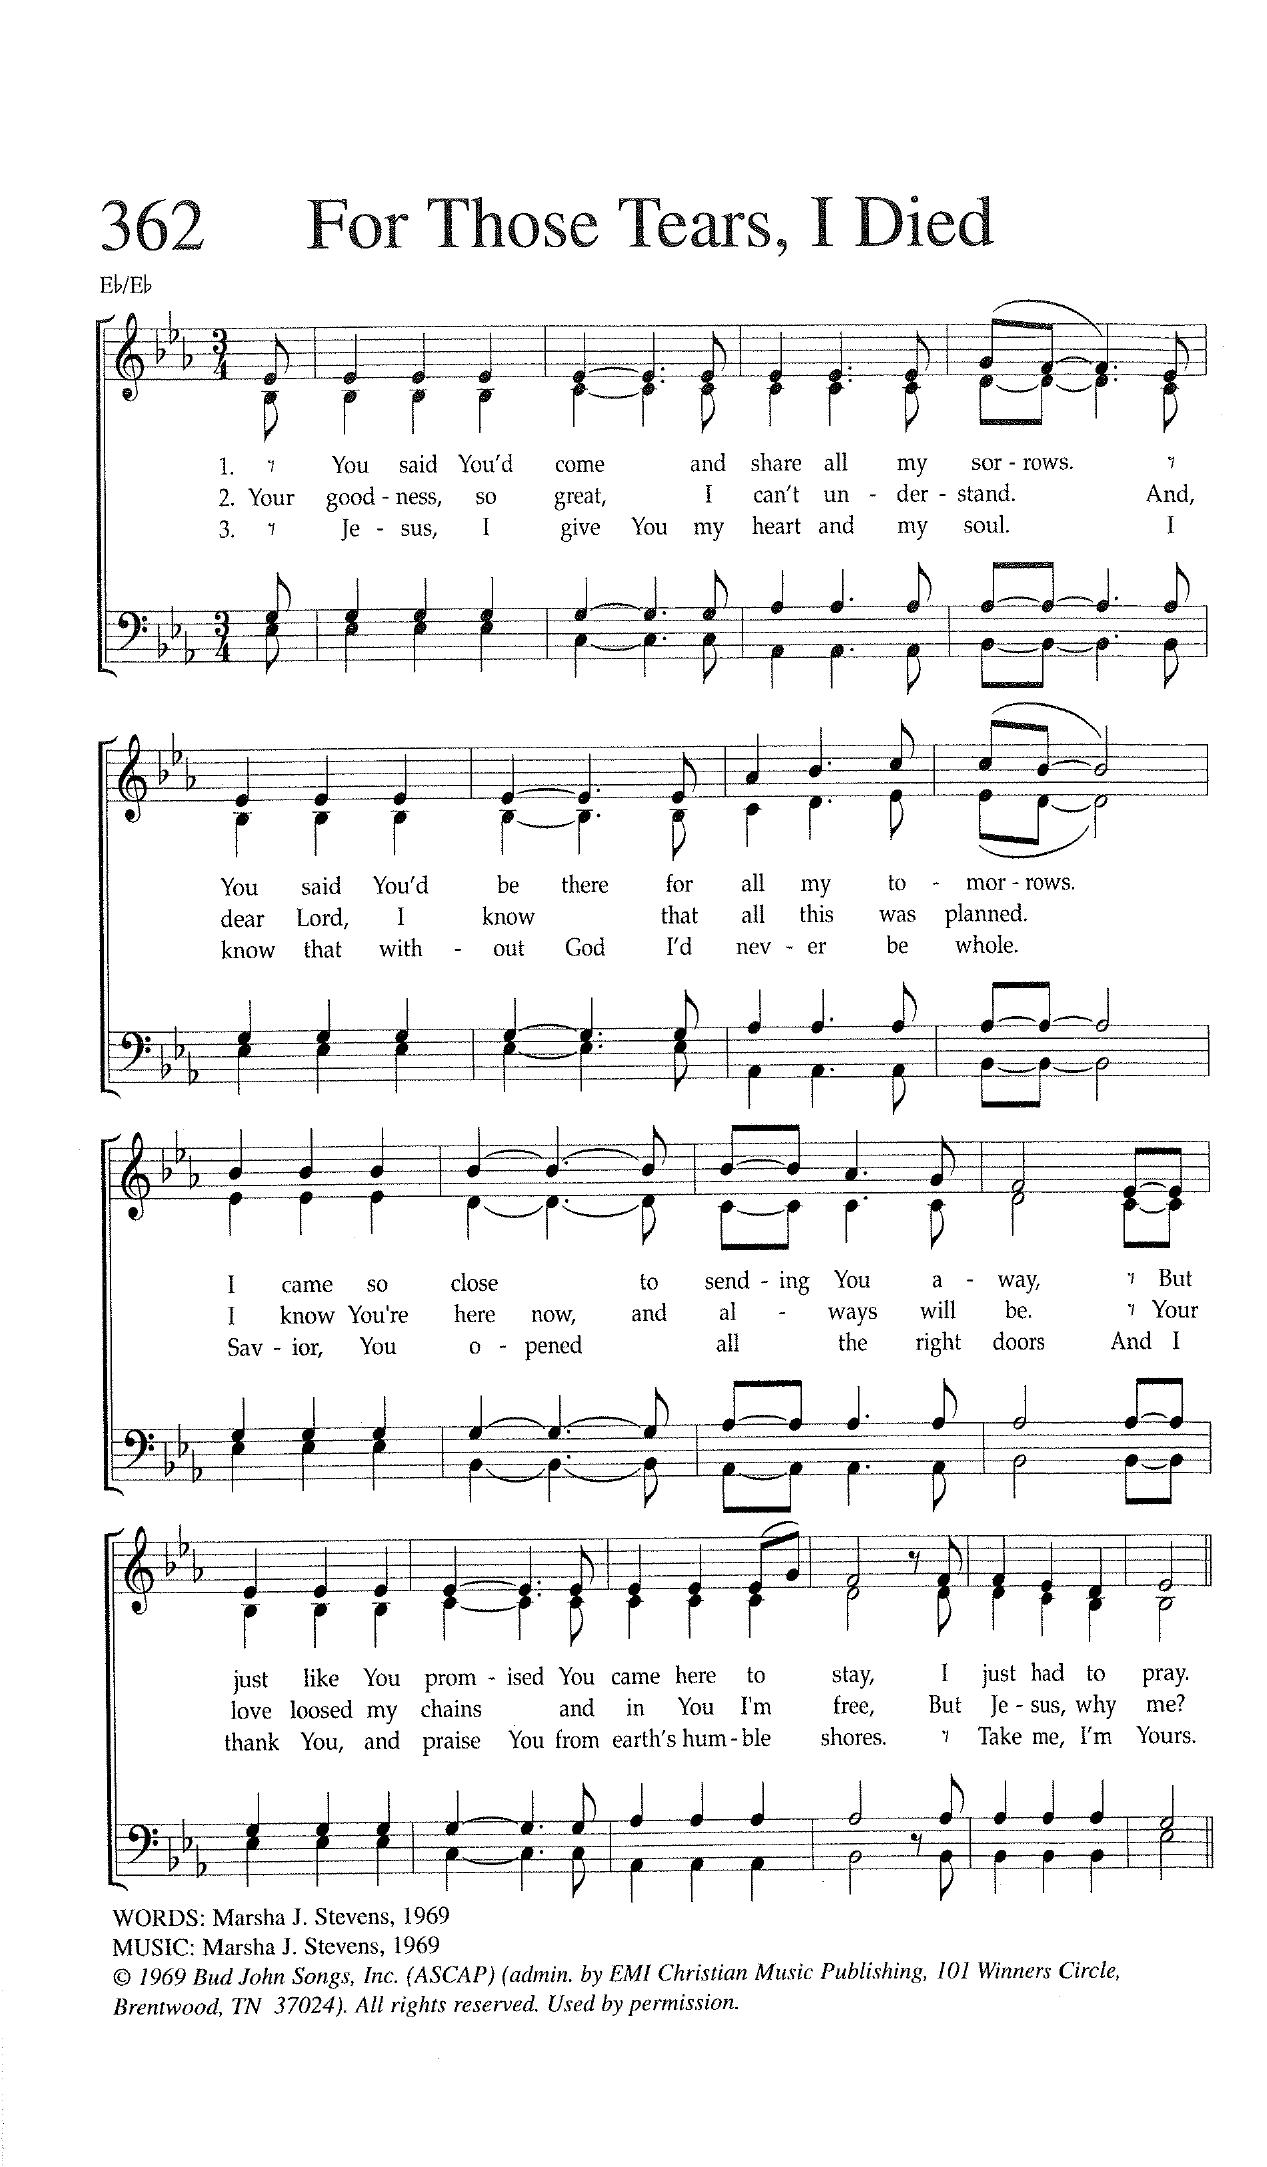 362 For Those Tears, I Died
E♭/E♭
1. 𝄾 You said You'd come and share all my sor - rows. 𝄾
2. Your good - ness, so great, I can't un - der - stand. And,
3. 𝄾 Je - sus, I give You my heart and my soul. I
You said You'd be there for all my to - mor - rows.
dear Lord, I know that all this was planned.
know that with - out God I'd nev - er be whole.
I came so close to send - ing You a - way, 𝄾 But
I know You're here now, and al - ways will be. 𝄾 Your
Sav - ior, You o - pened all the right doors And I
just like You prom - ised You came here to stay, I just had to pray.
love loosed my chains and in You I'm free, But Je - sus, why me?
thank You, and praise You from earth's hum - ble shores. 𝄾 Take me, I'm Yours.
WORDS: Marsha J. Stevens, 1969
MUSIC: Marsha J. Stevens, 1969
© 1969 Bud John Songs, Inc. (ASCAP) (admin. by EMI Christian Music Publishing, 101 Winners Circle,
Brentwood, TN 37024). All rights reserved. Used by permission.